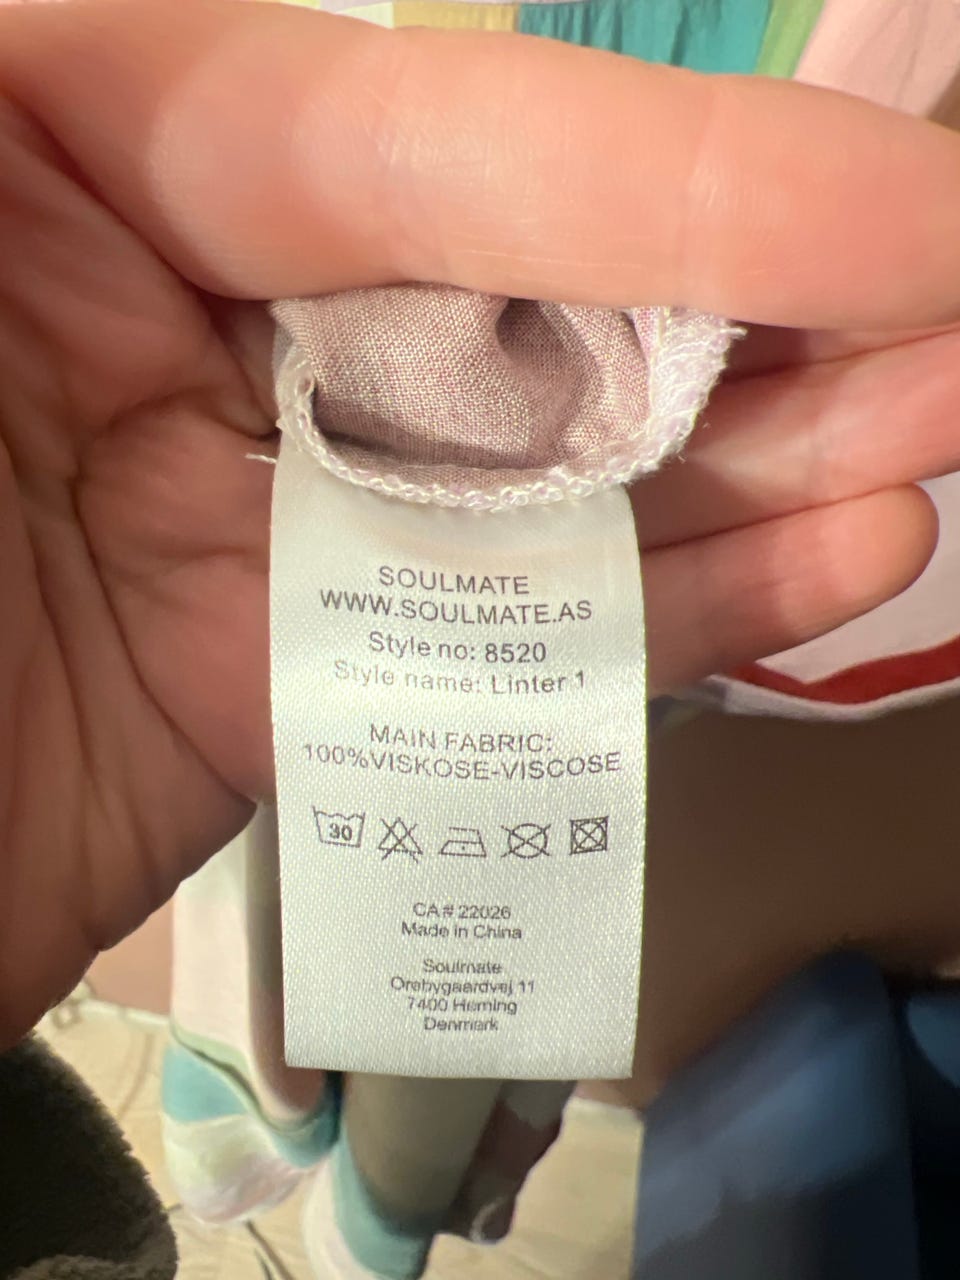 SOULMATE
WWW.SOULMATE.AS
Style no: 8520
Style name: Linter 1
MAIN FABRIC:
100%VISKOSE-VISCOSE
30
CA# 22026
Made in China
Soulmate
Orebygaardvej 11
7400 Herning
Denmark